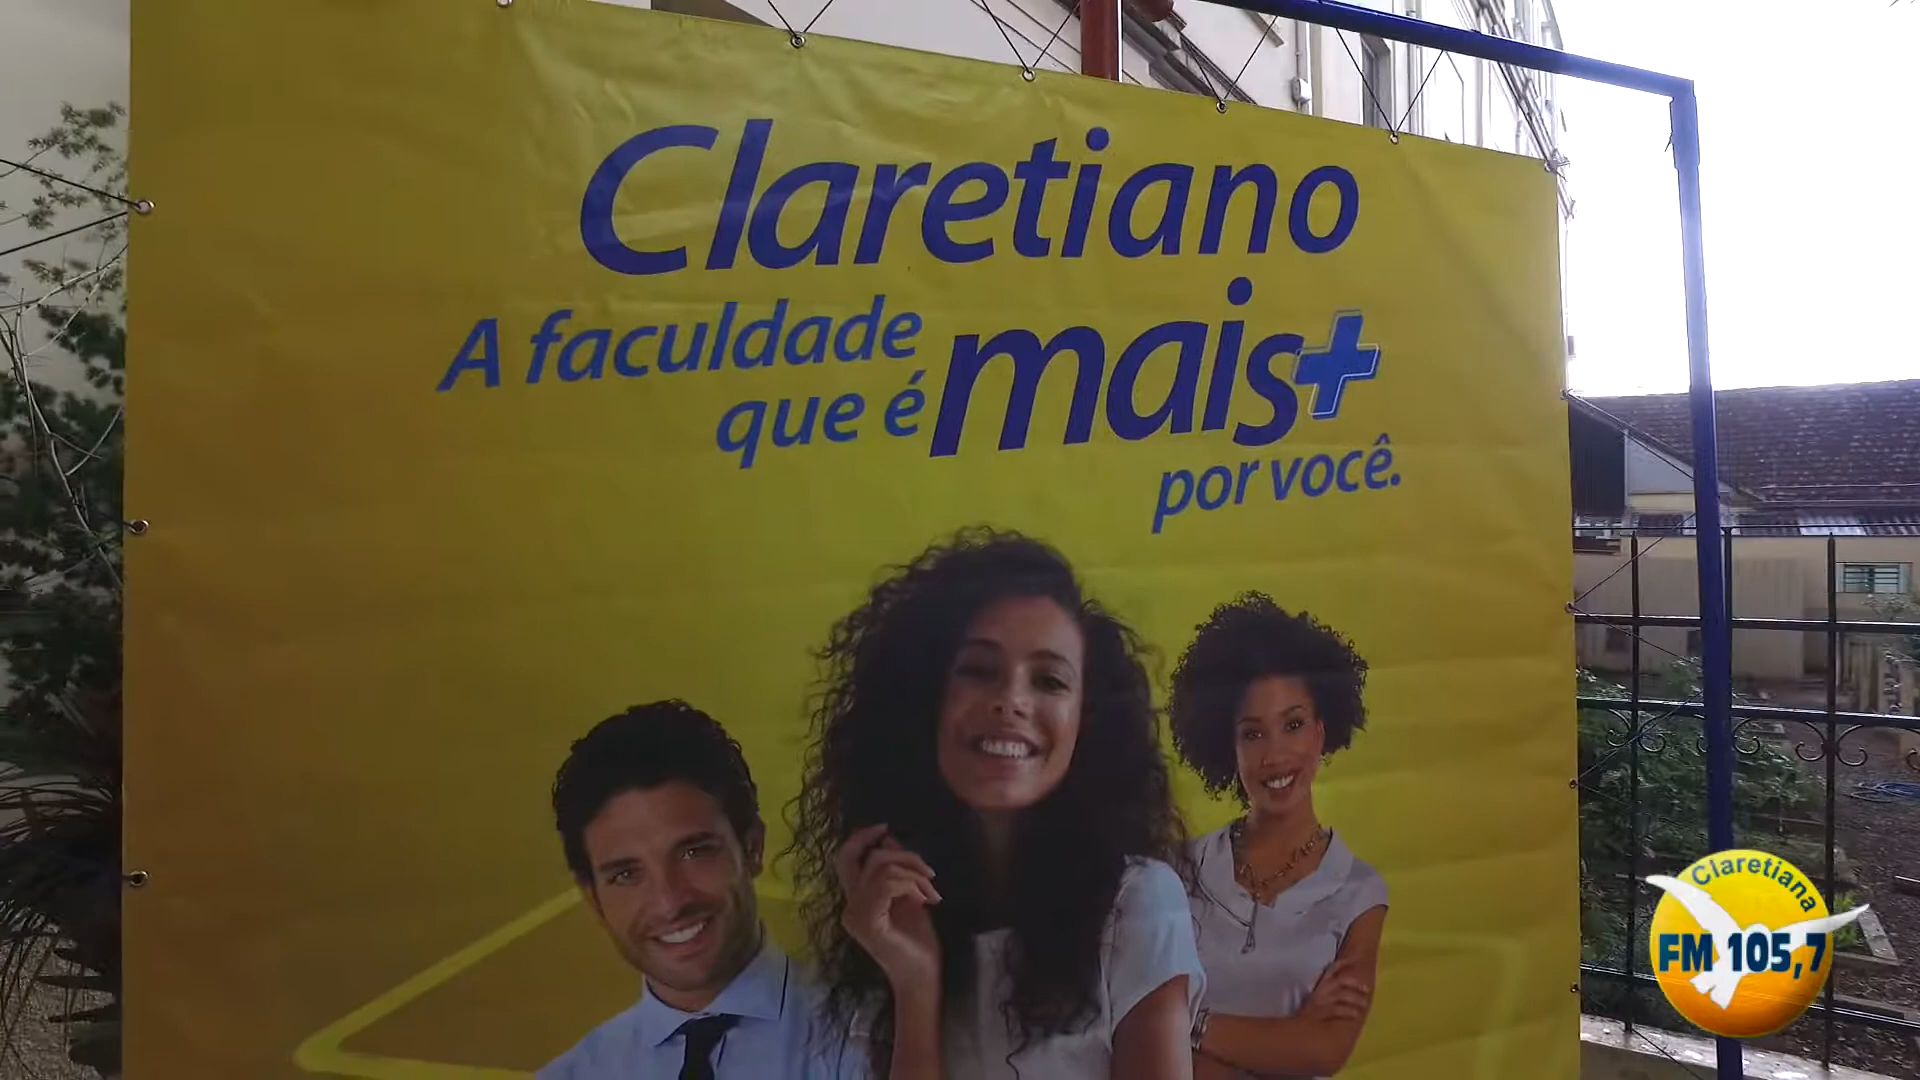 Claretiano
A faculdade
que é mais+
por você.
Claretiana
FM 105,7